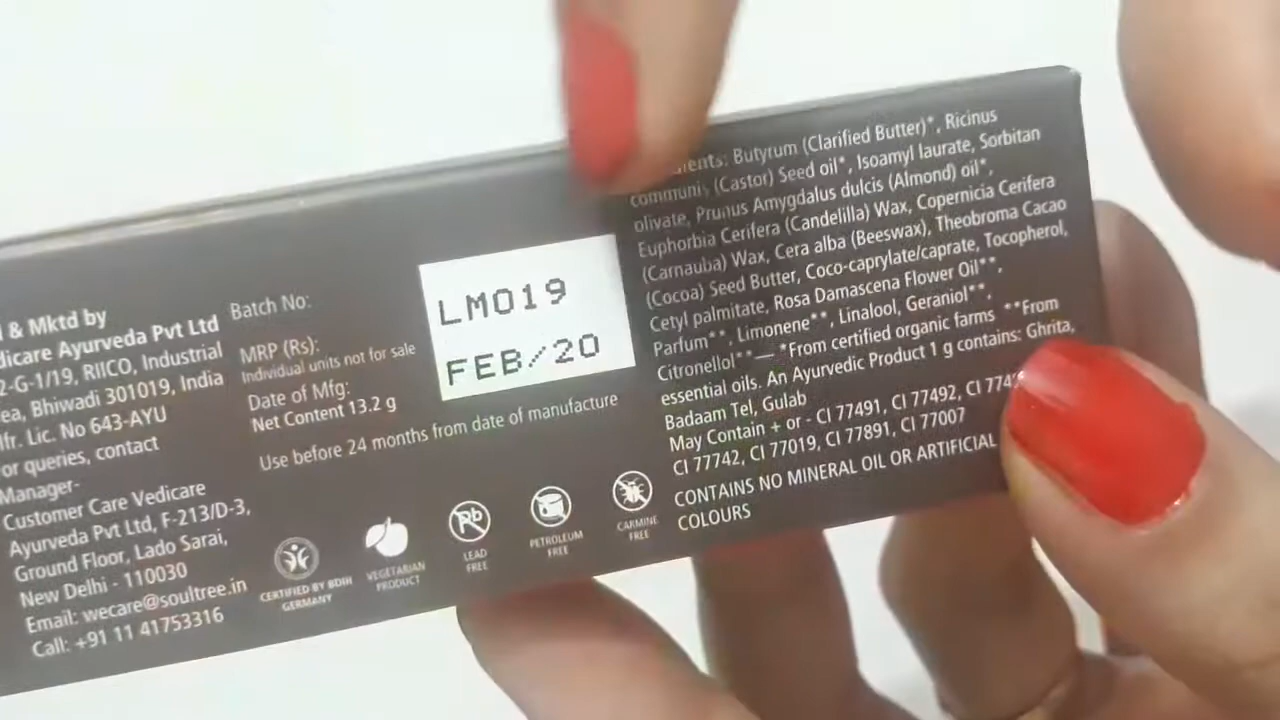 & Mktd by
dicare Ayurveda Pvt Ltd
2-G-1/19, RIICO, Industrial
ea, Bhiwadi 301019, India
lfr. Lic. No 643-AYU
or queries, contact
Manager-
Customer Care Vedicare
Ayurveda Pvt Ltd, F-213/D-3,
Ground Floor, Lado Sarai,
New Delhi - 110030
Email: wecare@soultree.in
Call: +91 11 41753316
Batch No:
MRP (Rs):
Individual units not for sale
Date of Mfg:
Net Content 13.2 g
LM019
FEB/20
Use before 24 months from date of manufacture
CERTIFIED BY BDIH
GERMANY
VEGETARIAN
PRODUCT
Pb
LEAD
FREE
PETROLEUM
FREE
CARMINE
FREE
ients: Butyrum (Clarified Butter)*, Ricinus
communis (Castor) Seed oil*, Isoamyl laurate, Sorbitan
olivate, Prunus Amygdalus dulcis (Almond) oil*,
Euphorbia Cerifera (Candelilla) Wax, Copernicia Cerifera
(Carnauba) Wax, Cera alba (Beeswax), Theobroma Cacao
(Cocoa) Seed Butter, Coco-caprylate/caprate, Tocopherol,
Cetyl palmitate, Rosa Damascena Flower Oil**,
Parfum**, Limonene**, Linalool, Geraniol**,
Citronellol** — *From certified organic farms **From
essential oils. An Ayurvedic Product 1 g contains: Ghrita,
Badaam Tel, Gulab
May Contain + or - CI 77491, CI 77492, CI 774
CI 77742, CI 77019, CI 77891, CI 77007
CONTAINS NO MINERAL OIL OR ARTIFICIAL
COLOURS